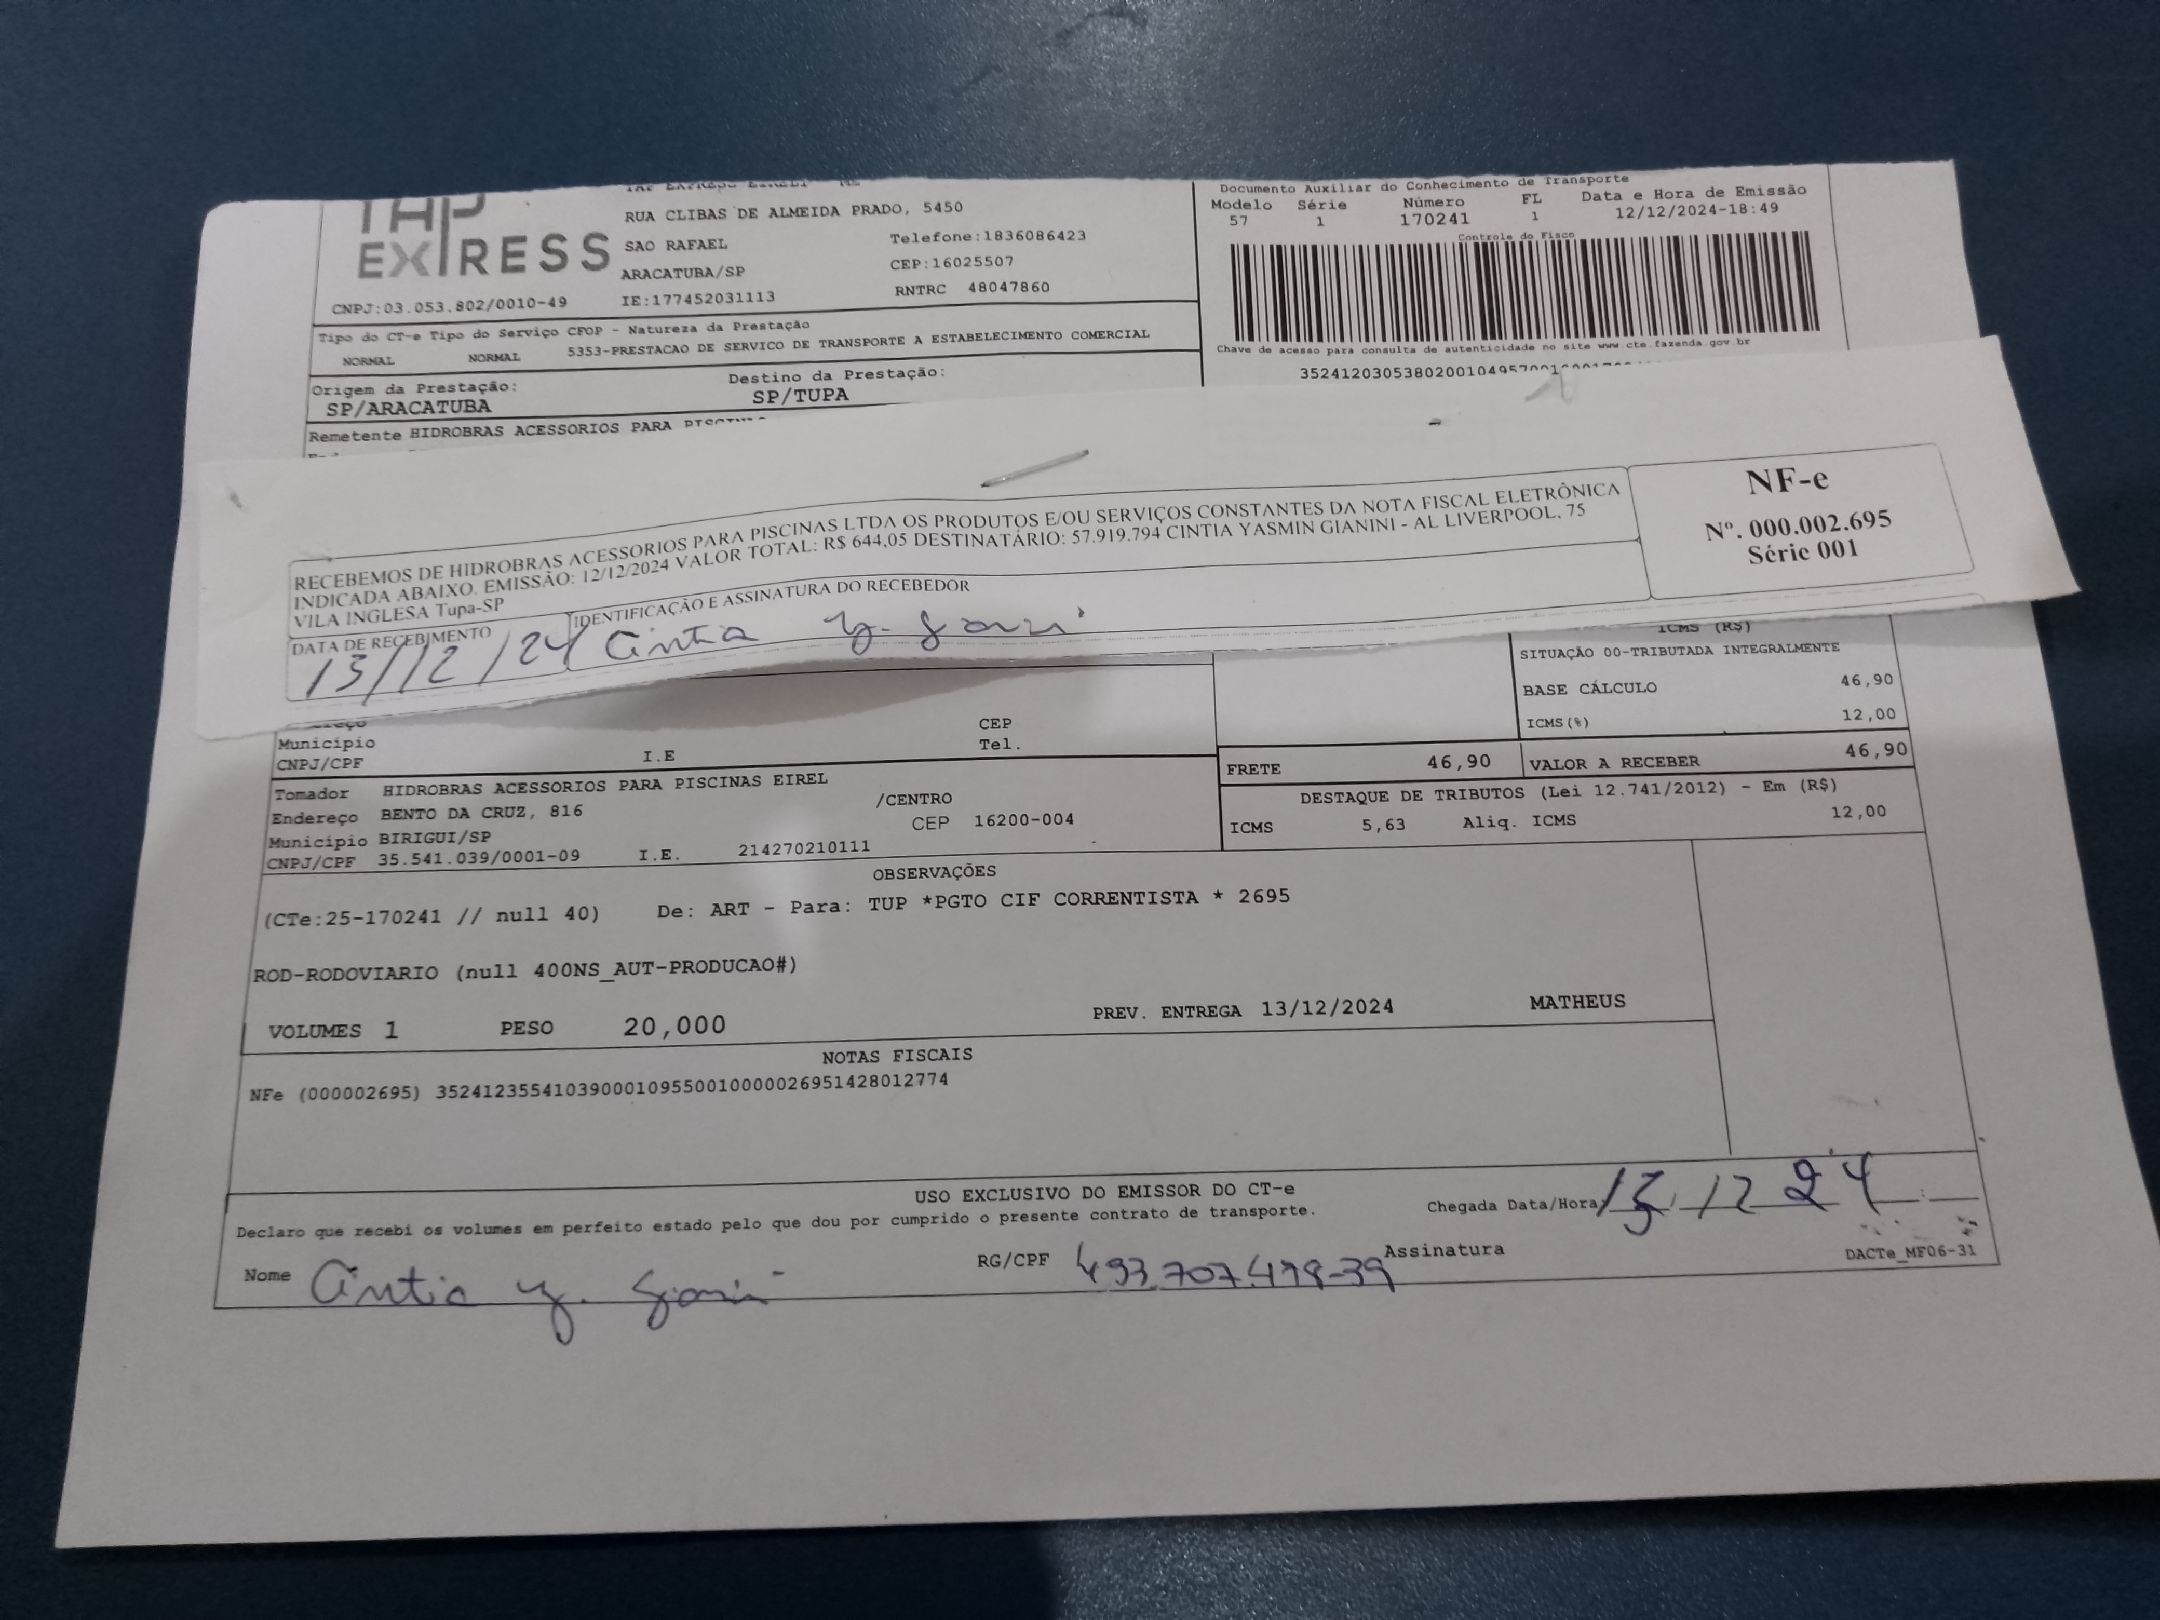 TAP
EXPRESS
RUA CLIBAS DE ALMEIDA PRADO, 5450
SAO RAFAEL Telefone:1836086423
ARACATUBA/SP CEP:16025507
CNPJ:03.053.802/0010-49 IE:177452031113 RNTRC 48047860
Documento Auxiliar do Conhecimento de Transporte
Modelo Série Número FL Data e Hora de Emissão
57 1 170241 1 12/12/2024-18:49
Controle do Fisco
Chave de acesso para consulta de autenticidade no site www.cte.fazenda.gov.br
Tipo do CT-e Tipo do Serviço CFOP - Natureza da Prestação
NORMAL NORMAL 5353-PRESTACAO DE SERVICO DE TRANSPORTE A ESTABELECIMENTO COMERCIAL
Origem da Prestação: Destino da Prestação:
SP/ARACATUBA SP/TUPA
Remetente HIDROBRAS ACESSORIOS PARA
RECEBEMOS DE HIDROBRAS ACESSORIOS PARA PISCINAS LTDA OS PRODUTOS E/OU SERVIÇOS CONSTANTES DA NOTA FISCAL ELETRÔNICA
INDICADA ABAIXO. EMISSÃO: 12/12/2024 VALOR TOTAL: R$ 644,05 DESTINATÁRIO: 57.919.794 CINTIA YASMIN GIANINI - AL LIVERPOOL, 75
VILA INGLESA Tupa-SP
DATA DE RECEBIMENTO IDENTIFICAÇÃO E ASSINATURA DO RECEBEDOR
13/12/24 Cintia y.
NF-e
Nº. 000.002.695
Série 001
ICMS (R$)
SITUAÇÃO 00-TRIBUTADA INTEGRALMENTE
BASE CÁLCULO 46,90
ICMS(%) 12,00
CEP
Município Tel.
CNPJ/CPF I.E
FRETE 46,90 VALOR A RECEBER 46,90
DESTAQUE DE TRIBUTOS (Lei 12.741/2012) - Em (R$)
ICMS 5,63 Aliq. ICMS 12,00
Tomador HIDROBRAS ACESSORIOS PARA PISCINAS EIREL
Endereço BENTO DA CRUZ, 816 /CENTRO
Município BIRIGUI/SP CEP 16200-004
CNPJ/CPF 35.541.039/0001-09 I.E. 214270210111
OBSERVAÇÕES
(CTe:25-170241 // null 40) De: ART - Para: TUP *PGTO CIF CORRENTISTA * 2695
ROD-RODOVIARIO (null 400NS_AUT-PRODUCAO#)
VOLUMES 1 PESO 20,000 PREV. ENTREGA 13/12/2024 MATHEUS
NOTAS FISCAIS
NFe (000002695) 35241235541039000109550010000026951428012774
USO EXCLUSIVO DO EMISSOR DO CT-e
Declaro que recebi os volumes em perfeito estado pelo que dou por cumprido o presente contrato de transporte.
Chegada Data/Hora 13/12 24
Nome Cintia y. RG/CPF 493.707.478-39 Assinatura
DACTe_MF06-31